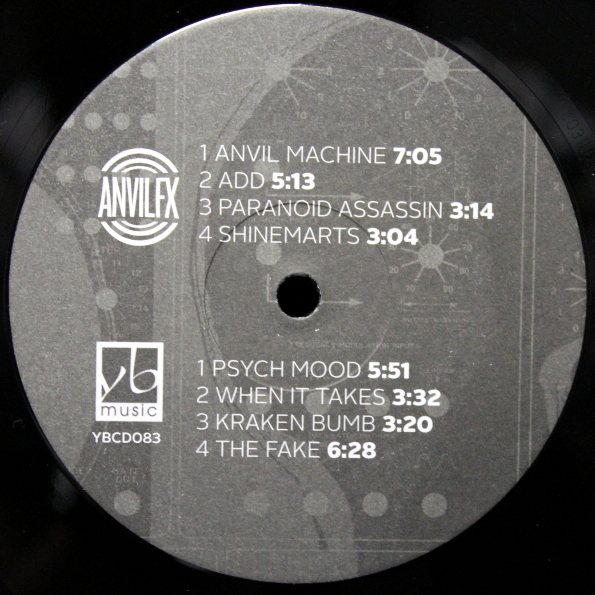 1 ANVIL MACHINE 7:05
2 ADD 5:13
3 PARANOID ASSASSIN 3:14
4 SHINEMARTS 3:04
ANVILFX
1 PSYCH MOOD 5:51
2 WHEN IT TAKES 3:32
3 KRAKEN BUMB 3:20
4 THE FAKE 6:28
yb
music
YBCD083